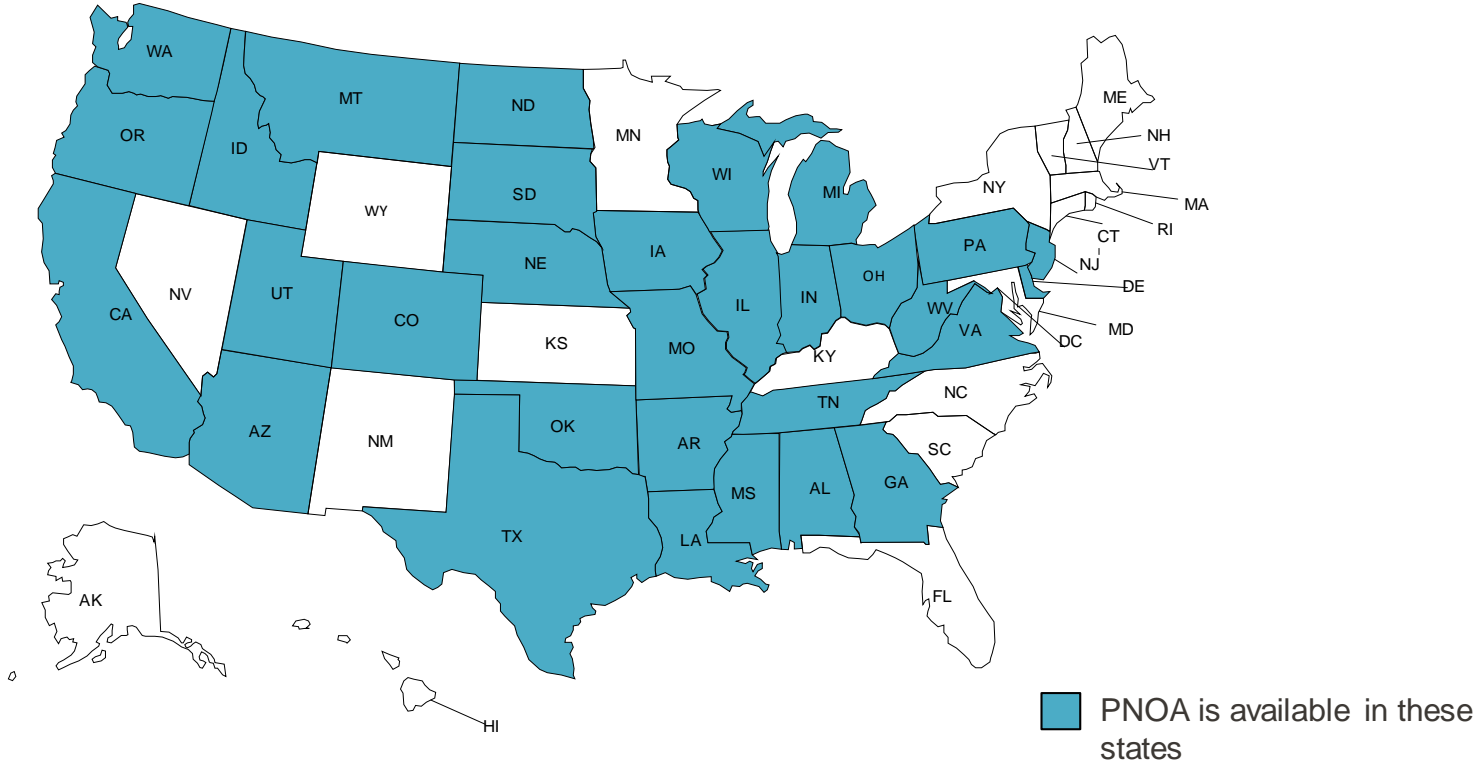 WA
MT
ND
MN
ME
OR
ID
NH
VT
SD
WI
MI
NY
WY
MA
RI
CT
IA
PA
NJ
NE
OH
DE
NV
UT
IL
IN
CA
CO
WV
VA
MD
DC
KS
MO
KY
NC
TN
AZ
OK
NM
AR
SC
MS
AL
GA
TX
LA
AK
FL
HI
PNOA is available in these
states